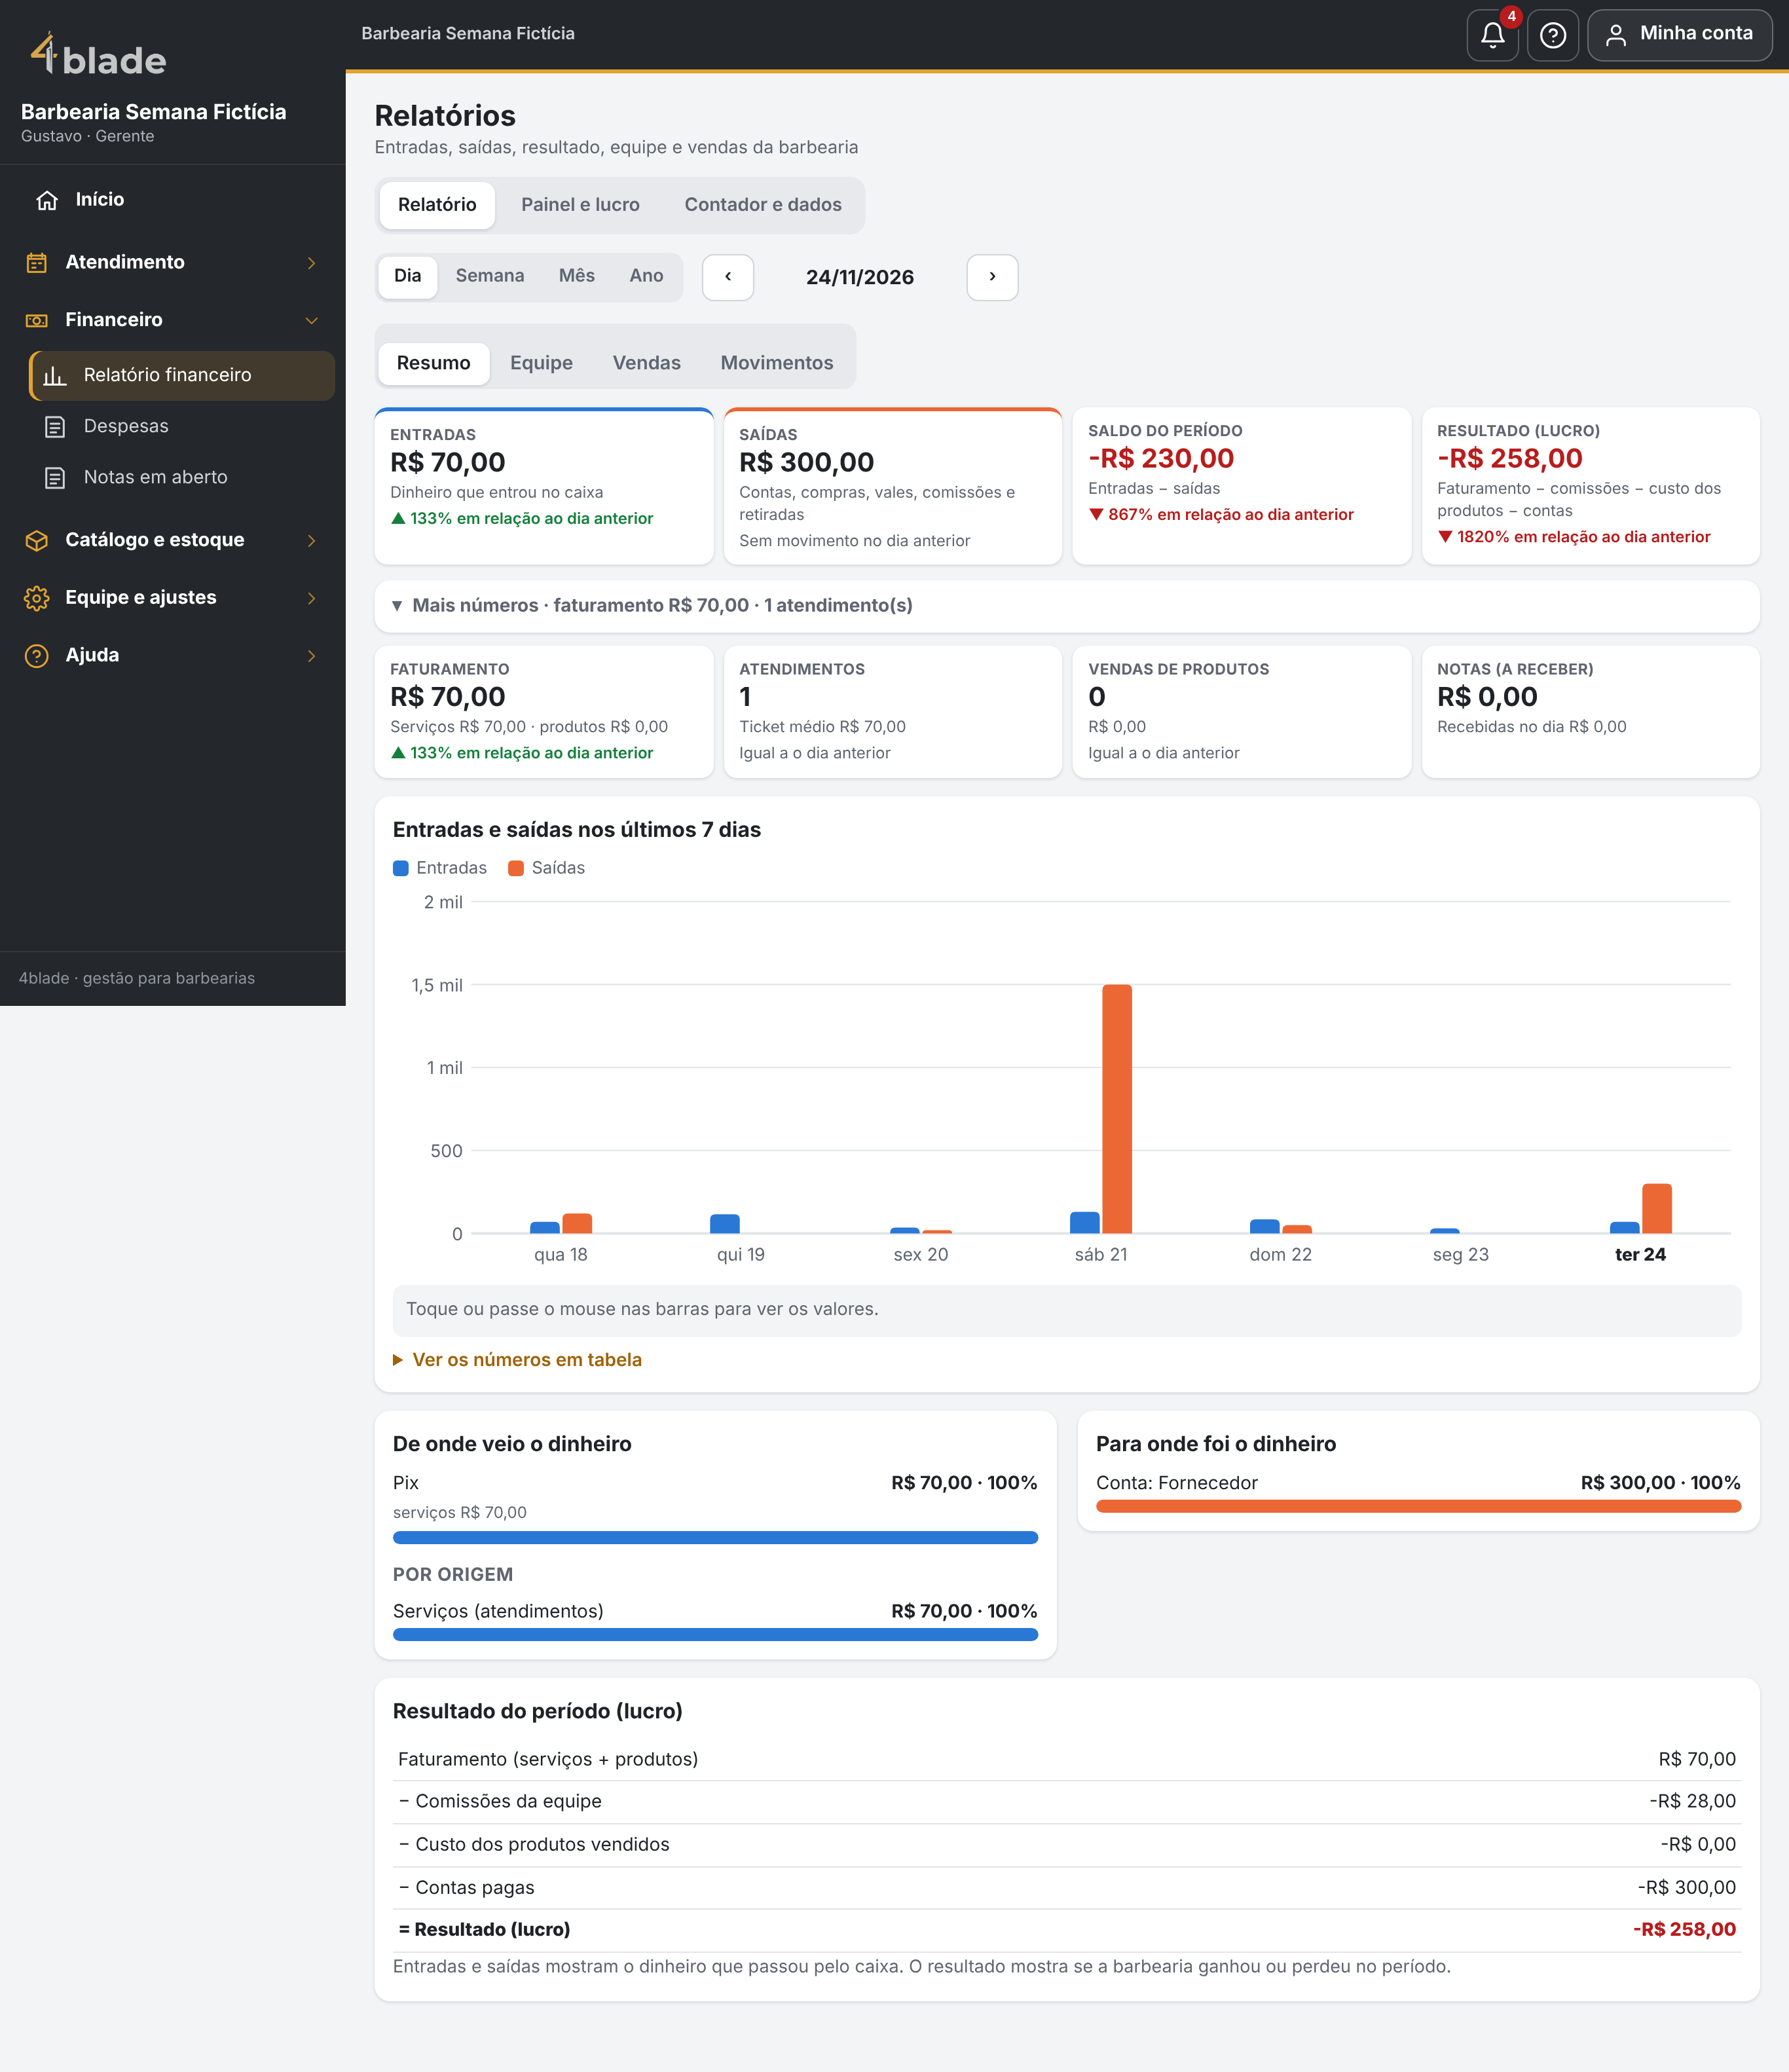 4blade
Barbearia Semana Fictícia
Gustavo · Gerente
Início
Atendimento
Financeiro
Relatório financeiro
Despesas
Notas em aberto
Catálogo e estoque
Equipe e ajustes
Ajuda
4blade · gestão para barbearias
Barbearia Semana Fictícia
4
Minha conta
Relatórios
Entradas, saídas, resultado, equipe e vendas da barbearia
Relatório Painel e lucro Contador e dados
Dia Semana Mês Ano ‹ 24/11/2026 ›
Resumo Equipe Vendas Movimentos
ENTRADAS
R$ 70,00
Dinheiro que entrou no caixa
▲ 133% em relação ao dia anterior
SAÍDAS
R$ 300,00
Contas, compras, vales, comissões e
retiradas
Sem movimento no dia anterior
SALDO DO PERÍODO
-R$ 230,00
Entradas − saídas
▼ 867% em relação ao dia anterior
RESULTADO (LUCRO)
-R$ 258,00
Faturamento − comissões − custo dos
produtos − contas
▼ 1820% em relação ao dia anterior
▼ Mais números · faturamento R$ 70,00 · 1 atendimento(s)
FATURAMENTO
R$ 70,00
Serviços R$ 70,00 · produtos R$ 0,00
▲ 133% em relação ao dia anterior
ATENDIMENTOS
1
Ticket médio R$ 70,00
Igual a o dia anterior
VENDAS DE PRODUTOS
0
R$ 0,00
Igual a o dia anterior
NOTAS (A RECEBER)
R$ 0,00
Recebidas no dia R$ 0,00
Entradas e saídas nos últimos 7 dias
Entradas Saídas
2 mil
1,5 mil
1 mil
500
0
qua 18 qui 19 sex 20 sáb 21 dom 22 seg 23 ter 24
Toque ou passe o mouse nas barras para ver os valores.
▶ Ver os números em tabela
De onde veio o dinheiro
Pix R$ 70,00 · 100%
serviços R$ 70,00
POR ORIGEM
Serviços (atendimentos) R$ 70,00 · 100%
Para onde foi o dinheiro
Conta: Fornecedor R$ 300,00 · 100%
Resultado do período (lucro)
Faturamento (serviços + produtos) R$ 70,00
− Comissões da equipe -R$ 28,00
− Custo dos produtos vendidos -R$ 0,00
− Contas pagas -R$ 300,00
= Resultado (lucro) -R$ 258,00
Entradas e saídas mostram o dinheiro que passou pelo caixa. O resultado mostra se a barbearia ganhou ou perdeu no período.